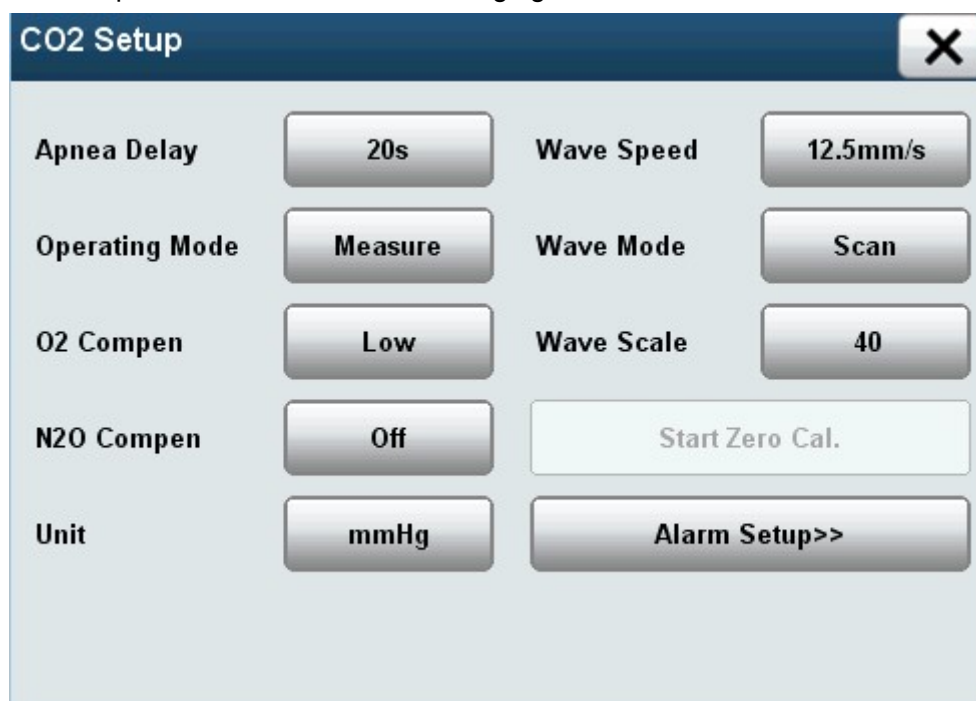 CO2 Setup
Apnea Delay 20s Wave Speed 12.5mm/s
Operating Mode Measure Wave Mode Scan
O2 Compen Low Wave Scale 40
N2O Compen Off Start Zero Cal.
Unit mmHg Alarm Setup>>